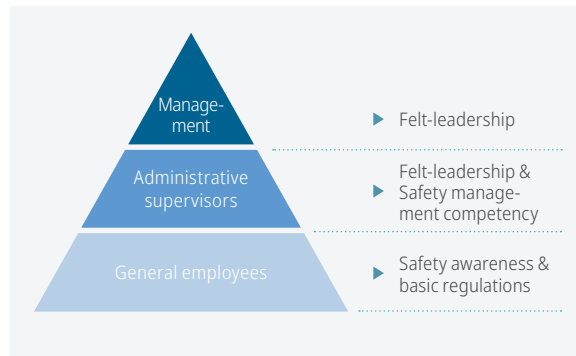 Manage-
ment
Felt-leadership
Administrative
supervisors
Felt-leadership &
Safety manage-
ment competency
General employees
Safety awareness &
basic regulations